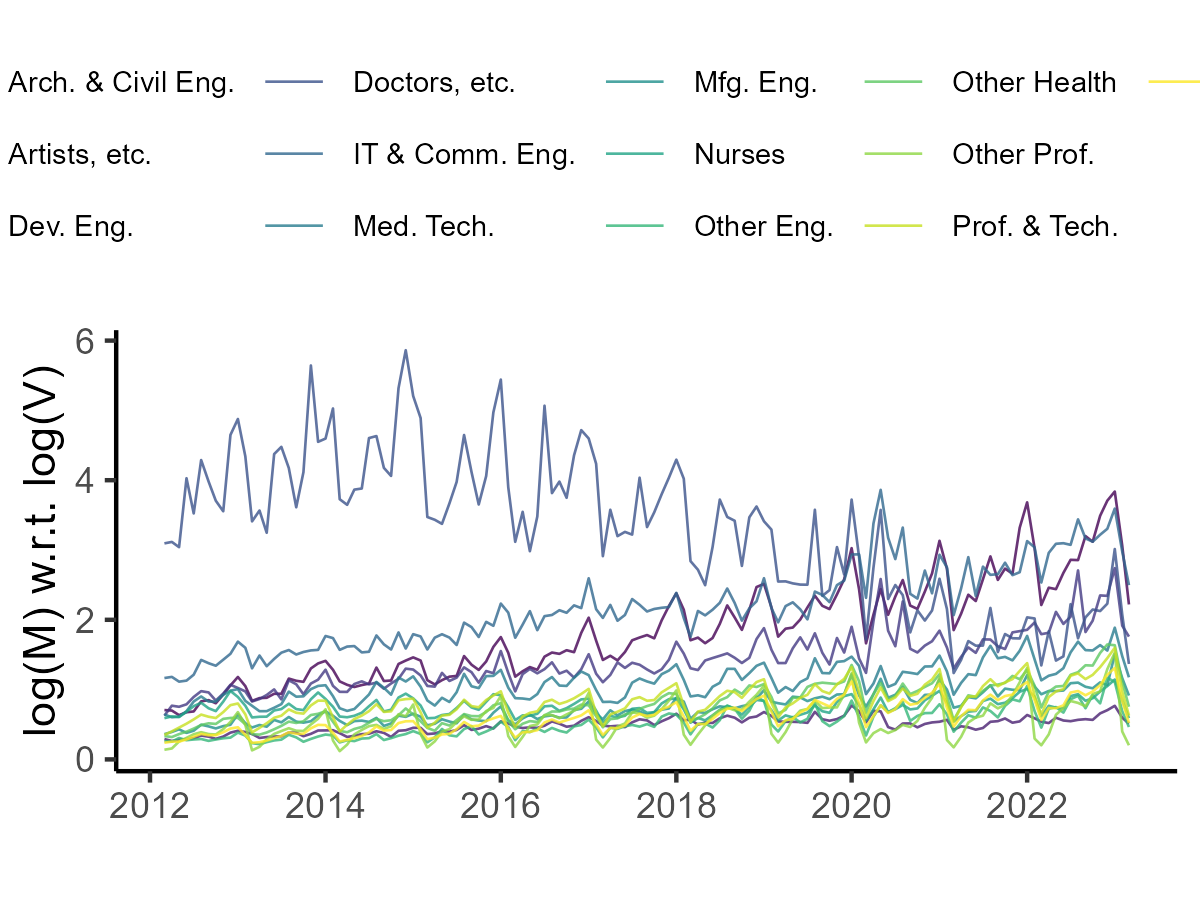 Arch. & Civil Eng. Doctors, etc. Mfg. Eng. Other Health
Artists, etc. IT & Comm. Eng. Nurses Other Prof.
Dev. Eng. Med. Tech. Other Eng. Prof. & Tech.
log(M) w.r.t. log(V)
6
4
2
0
2012 2014 2016 2018 2020 2022